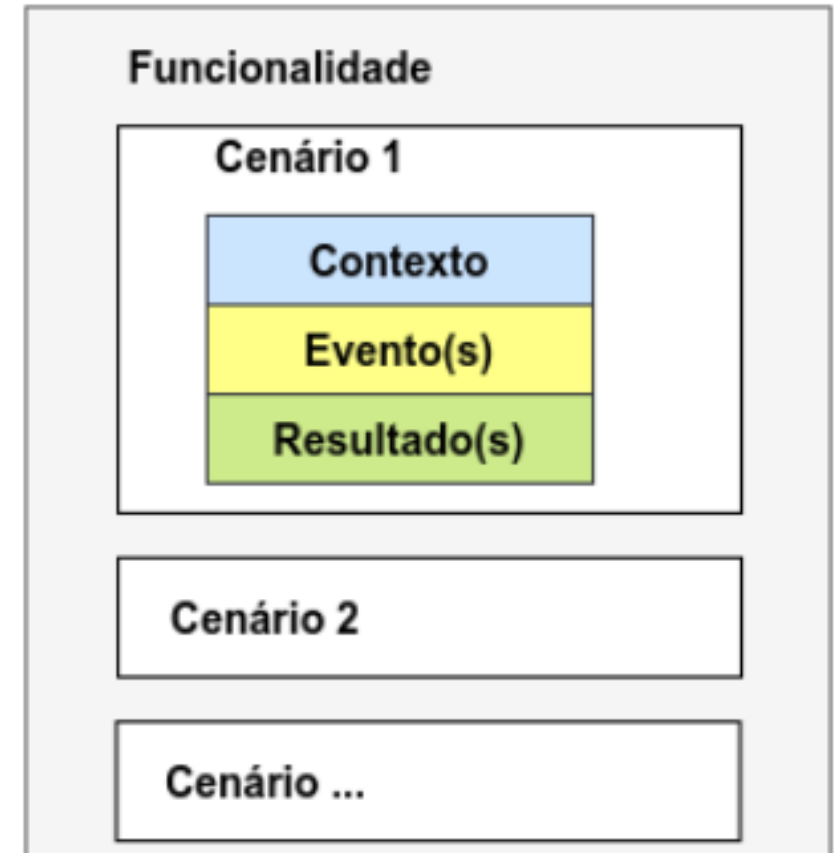 Funcionalidade
Cenário 1
Contexto
Evento(s)
Resultado(s)
Cenário 2
Cenário ...